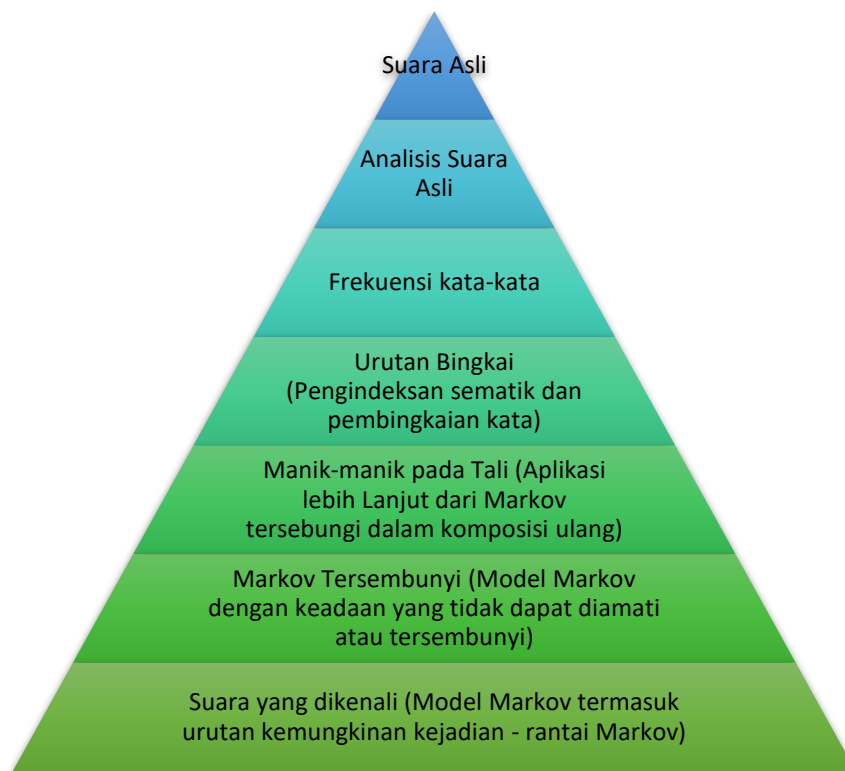 Suara Asli
Analisis Suara
Asli
Frekuensi kata-kata
Urutan Bingkai
(Pengindeksan sematik dan
pembingkaian kata)
Manik-manik pada Tali (Aplikasi
lebih Lanjut dari Markov
tersebungi dalam komposisi ulang)
Markov Tersembunyi (Model Markov
dengan keadaan yang tidak dapat diamati
atau tersembunyi)
Suara yang dikenali (Model Markov termasuk
urutan kemungkinan kejadian - rantai Markov)